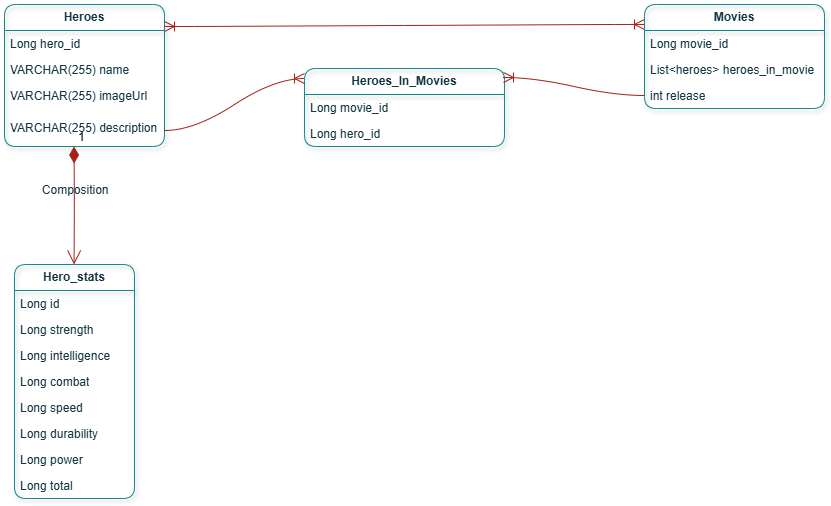 Heroes
Long hero_id
VARCHAR(255) name
VARCHAR(255) imageUrl
VARCHAR(255) description
1
Composition
Heroes_In_Movies
Long movie_id
Long hero_id
Movies
Long movie_id
List<heroes> heroes_in_movie
int release
Hero_stats
Long id
Long strength
Long intelligence
Long combat
Long speed
Long durability
Long power
Long total